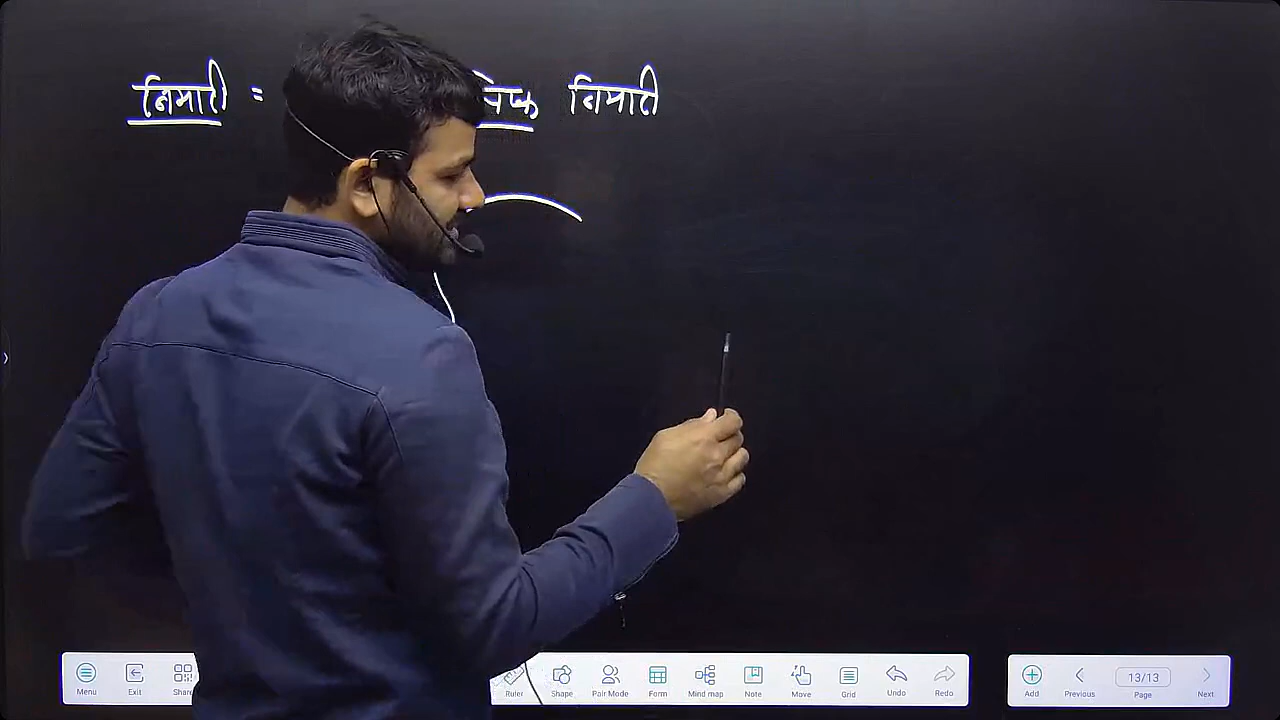 निमाटी = निमाटी
Menu Exit Share Ruler Shape Pair Mode Form Mind map Note Move Grid Undo Redo Add Previous 13/13 Page Next